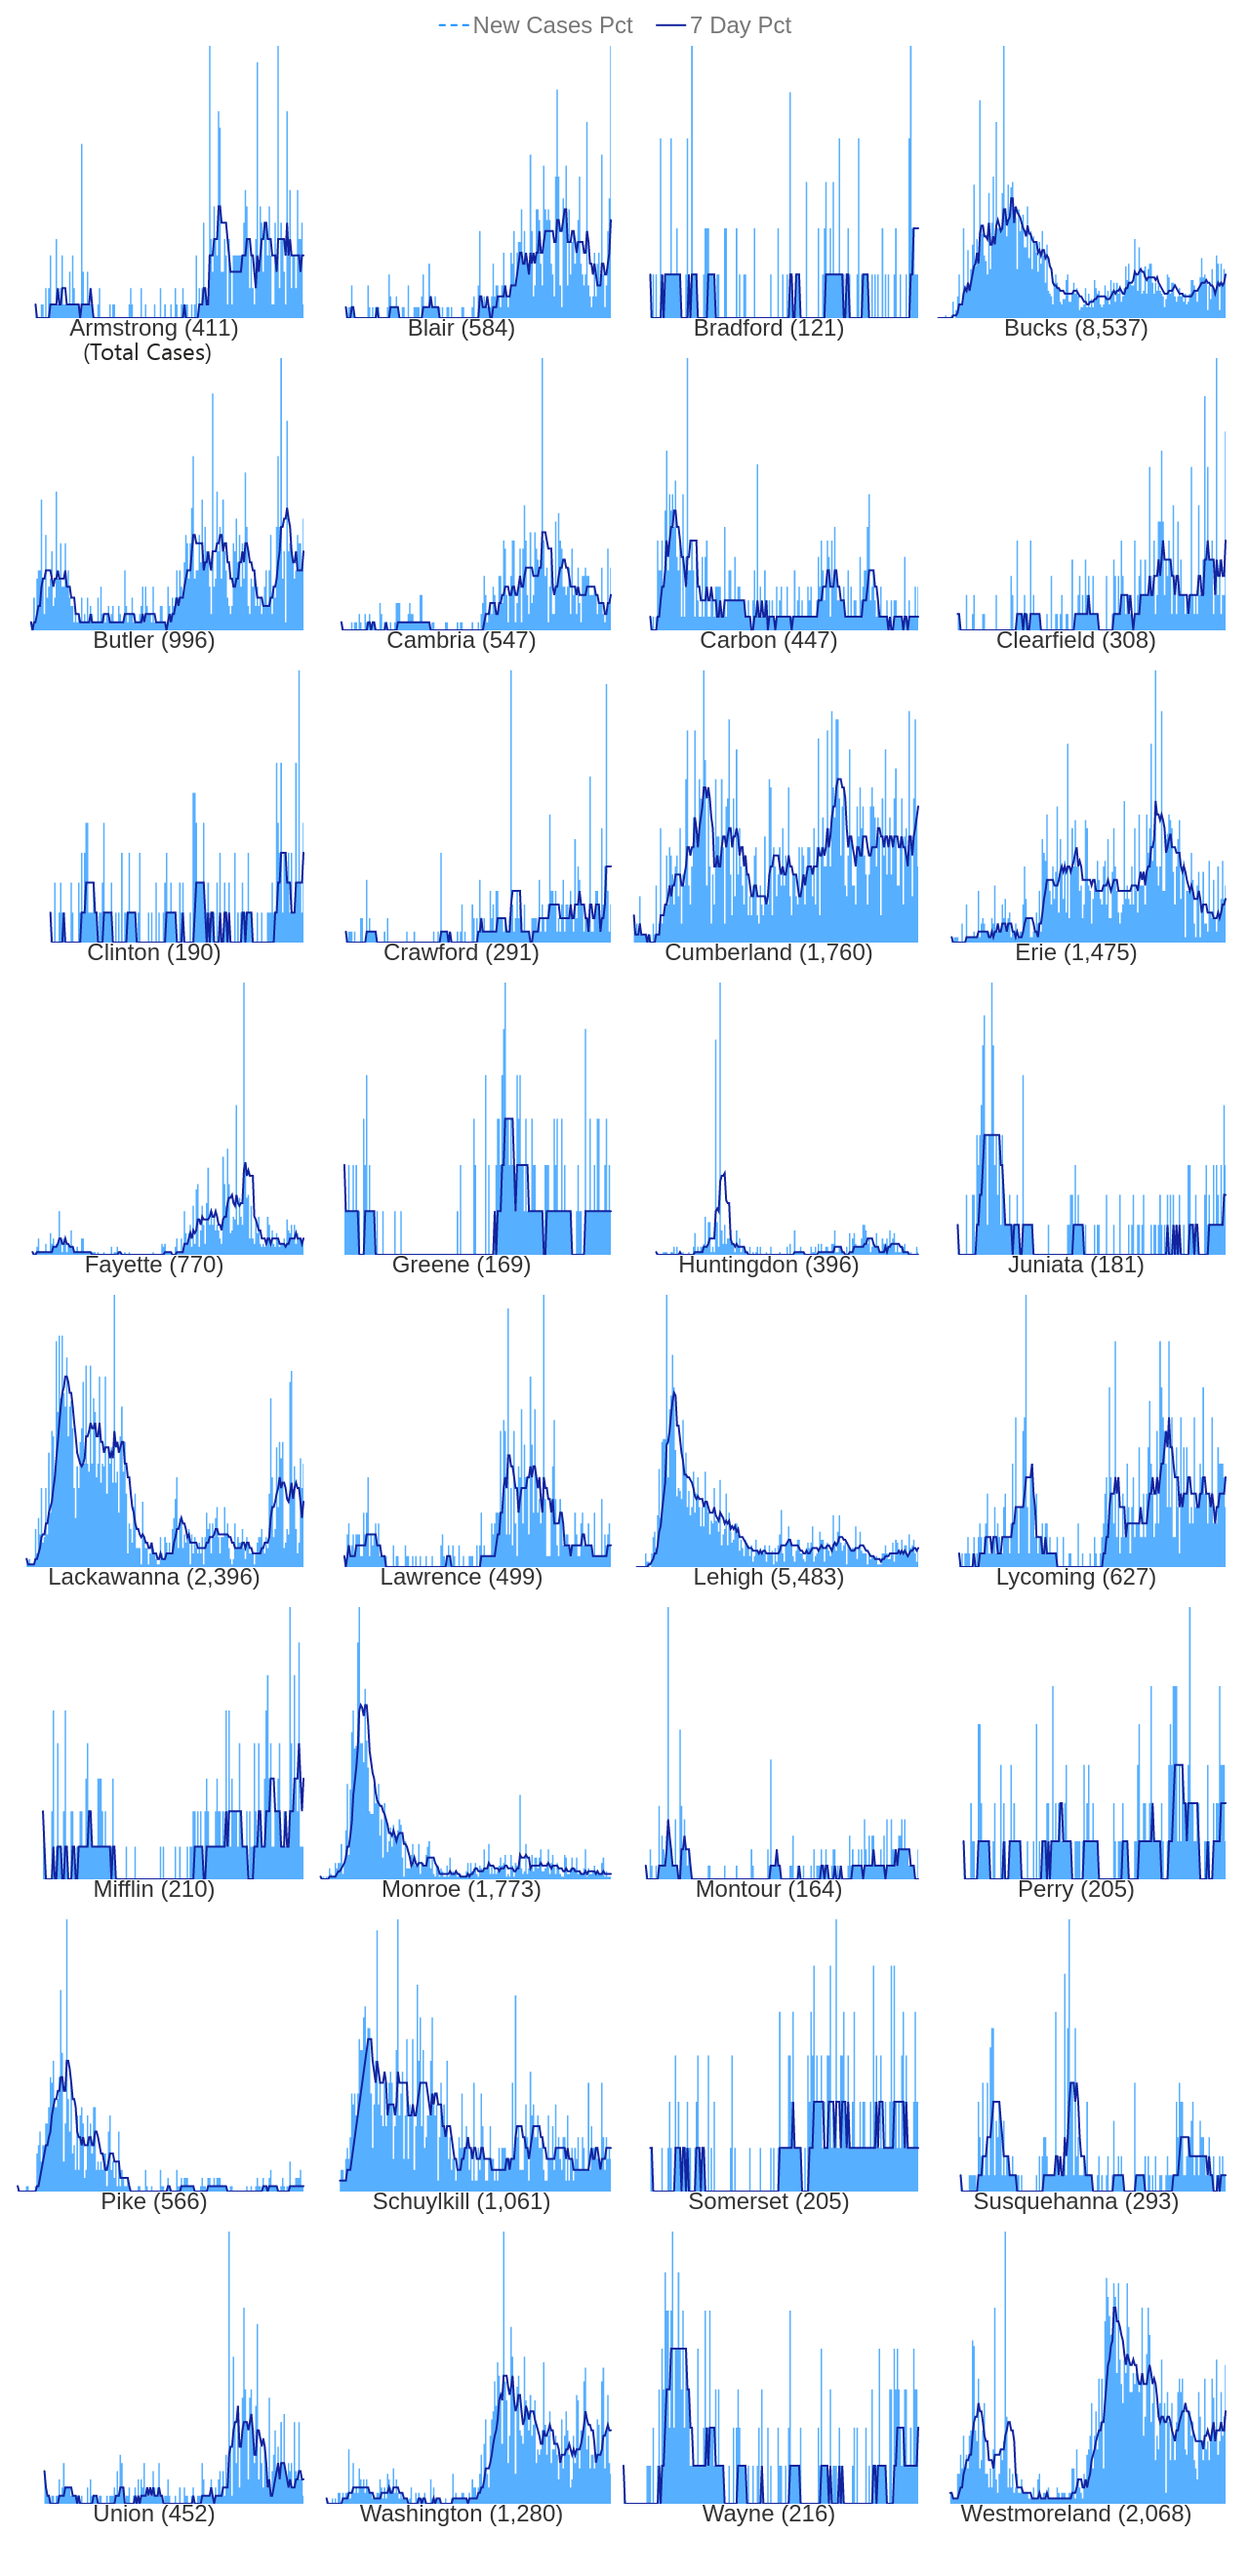 New Cases Pct 7 Day Pct
Armstrong (411) Blair (584) Bradford (121) Bucks (8,537)
(Total Cases)
Butler (996) Cambria (547) Carbon (447) Clearfield (308)
Clinton (190) Crawford (291) Cumberland (1,760) Erie (1,475)
Fayette (770) Greene (169) Huntingdon (396) Juniata (181)
Lackawanna (2,396) Lawrence (499) Lehigh (5,483) Lycoming (627)
Mifflin (210) Monroe (1,773) Montour (164) Perry (205)
Pike (566) Schuylkill (1,061) Somerset (205) Susquehanna (293)
Union (452) Washington (1,280) Wayne (216) Westmoreland (2,068)